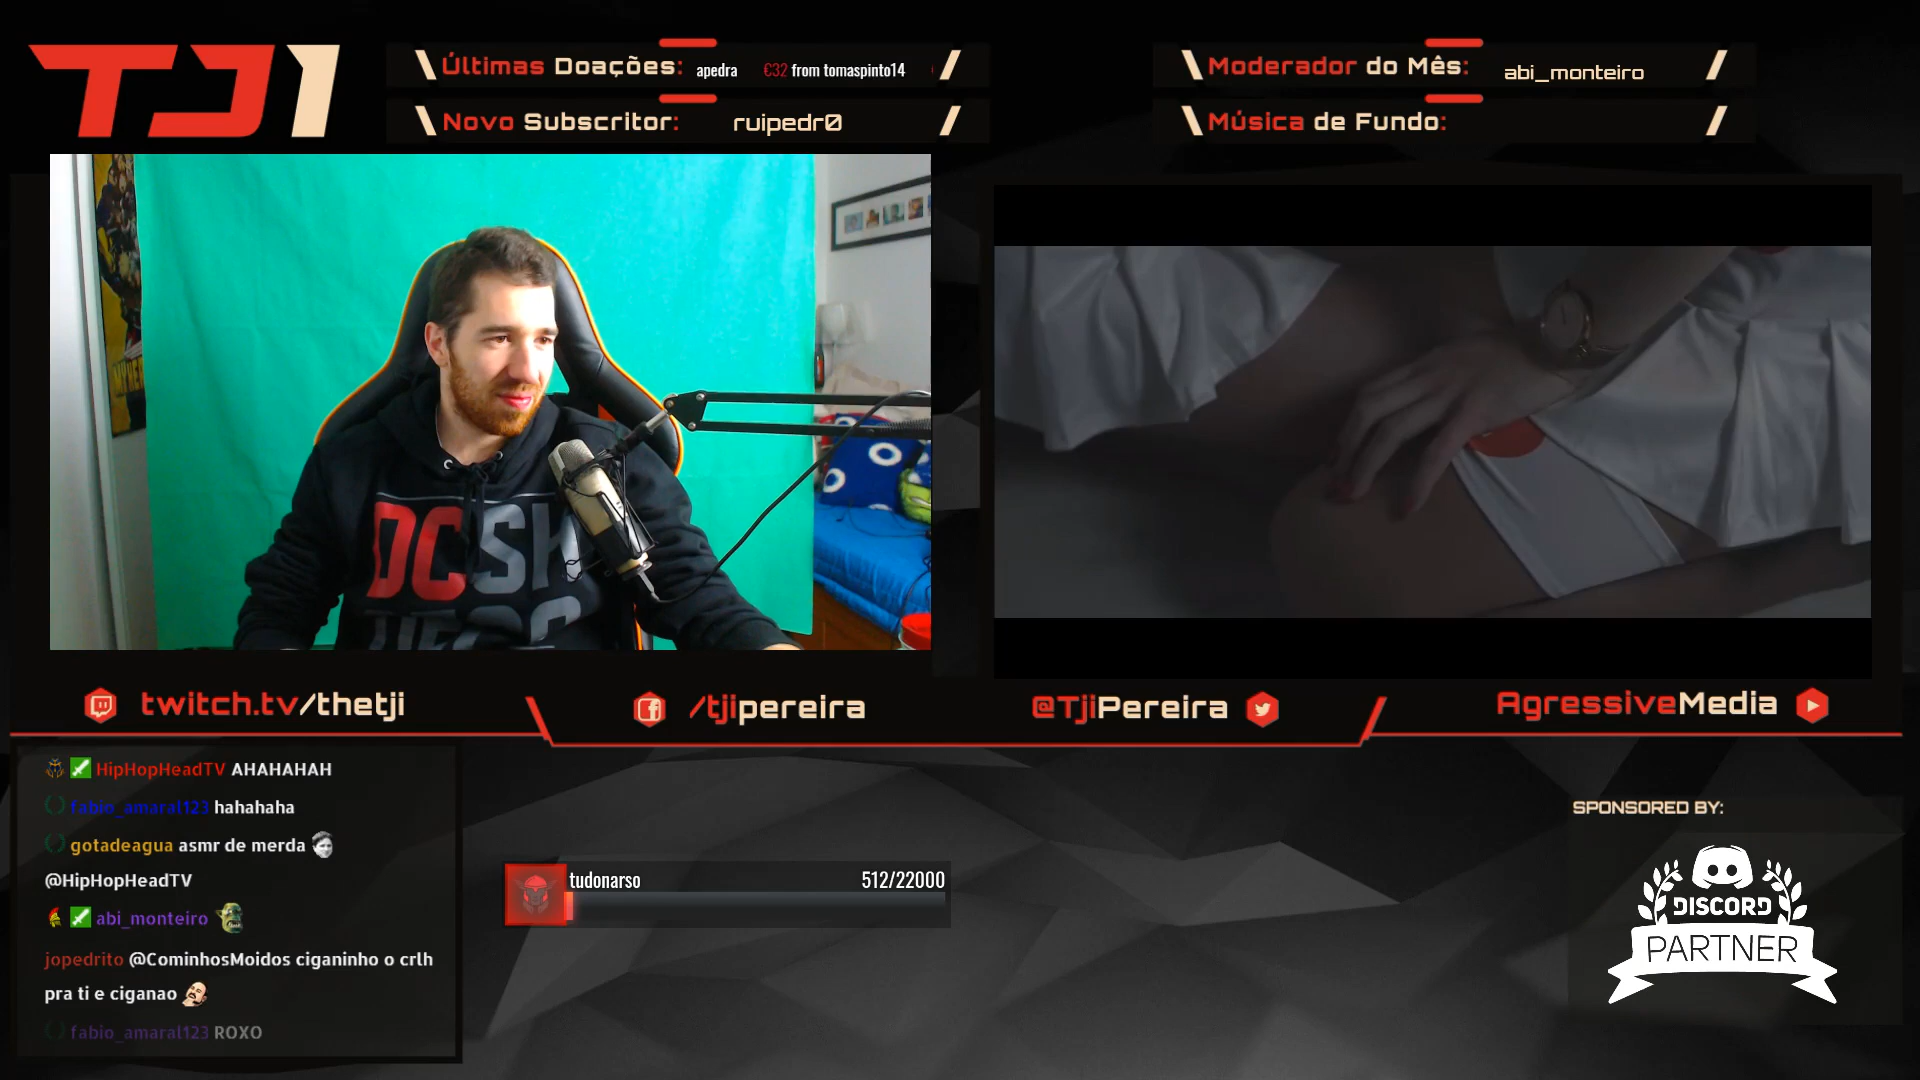 TJ1
Últimas Doações: apedra €32 from tomaspinto14
Novo Subscritor: ruipedr0
Moderador do Mês: abi_monteiro
Música de Fundo:
DCSH
twitch.tv/thetji
/tjipereira
@TjiPereira
AgressiveMedia
HipHopHeadTV AHAHAHAH
fabio_amaral123 hahahaha
gotadeagua asmr de merda
@HipHopHeadTV
abi_monteiro
jopedrito @CominhosMoidos ciganinho o crlh
pra ti e ciganao
fabio_amaral123 ROXO
tudonarso 512/22000
SPONSORED BY:
DISCORD
PARTNER